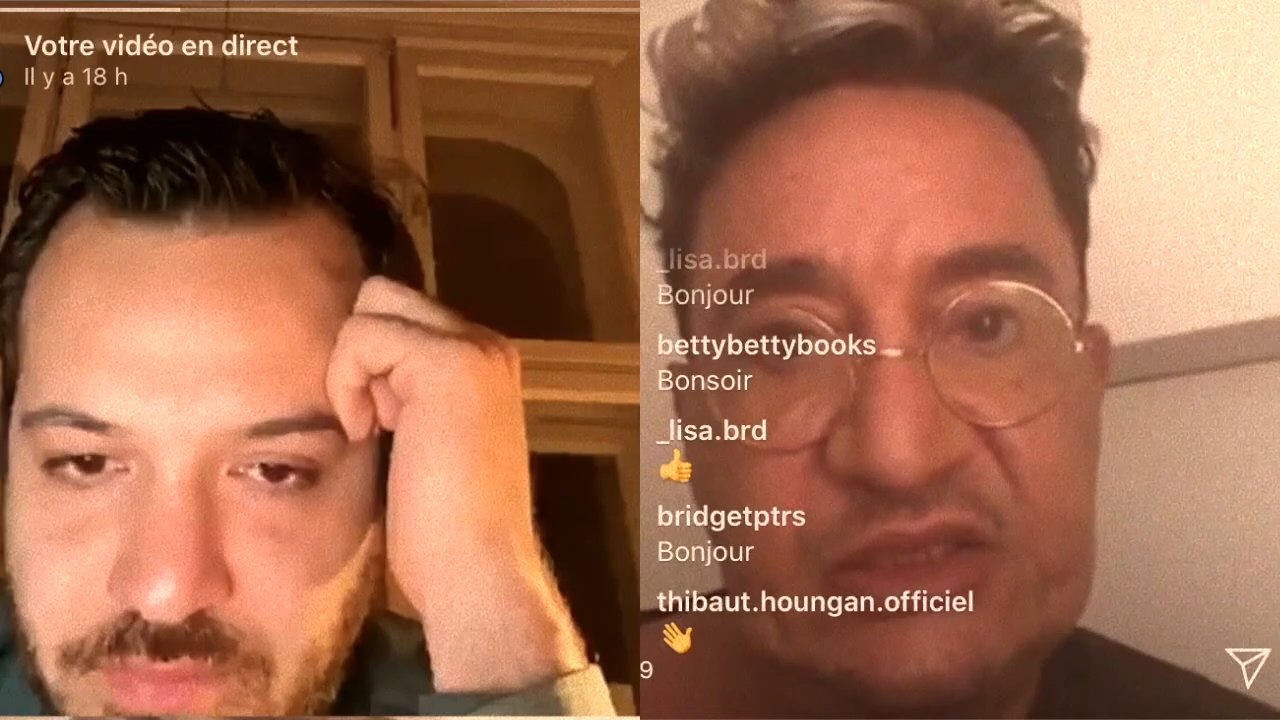 Votre vidéo en direct
Il y a 18 h
_lisa.brd
Bonjour
bettybettybooks
Bonsoir
_lisa.brd
👍
bridgetptrs
Bonjour
thibaut.houngan.officiel
👋
9